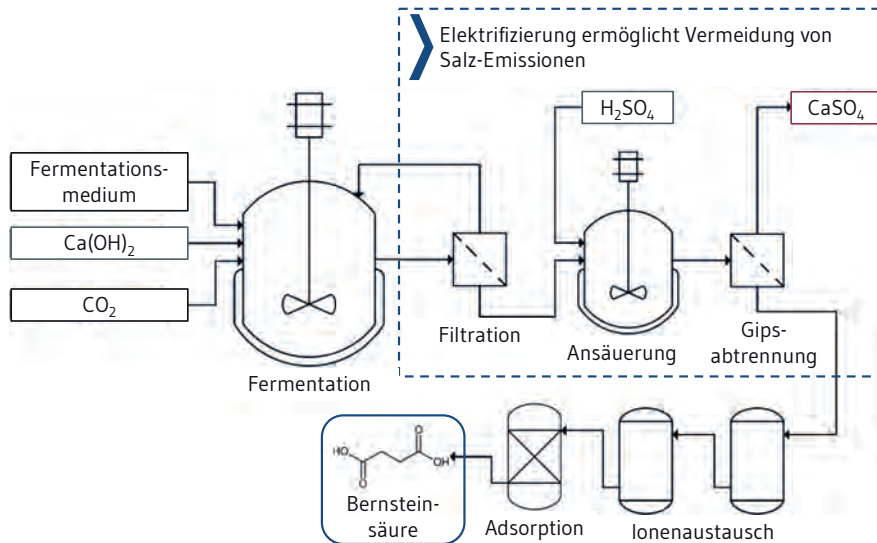 Elektrifizierung ermöglicht Vermeidung von
Salz-Emissionen
H₂SO₄
CaSO₄
Fermentations-
medium
Ca(OH)₂
CO₂
Filtration
Ansäuerung
Gips-
abtrennung
Fermentation
HO
O
O
OH
Bernstein-
säure
Adsorption
Ionenaustausch